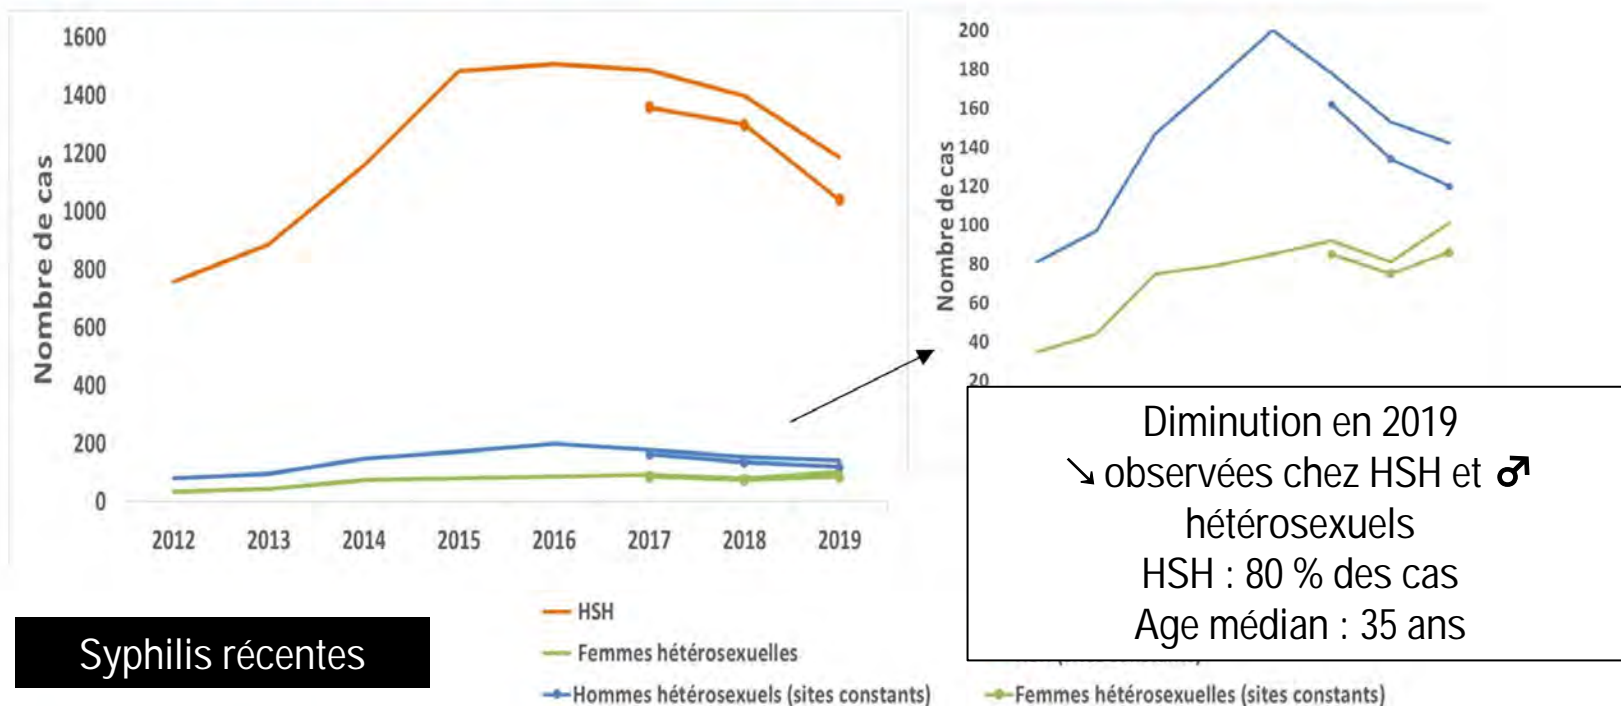 1600
1400
1200
1000
800
600
400
200
0
Nombre de cas
2012 2013 2014 2015 2016 2017 2018 2019
200
180
160
140
120
100
80
60
40
20
Nombre de cas
Diminution en 2019
↘ observées chez HSH et ♂
hétérosexuels
HSH : 80 % des cas
Age médian : 35 ans
Syphilis récentes
HSH
Femmes hétérosexuelles
Hommes hétérosexuels (sites constants)
Femmes hétérosexuelles (sites constants)